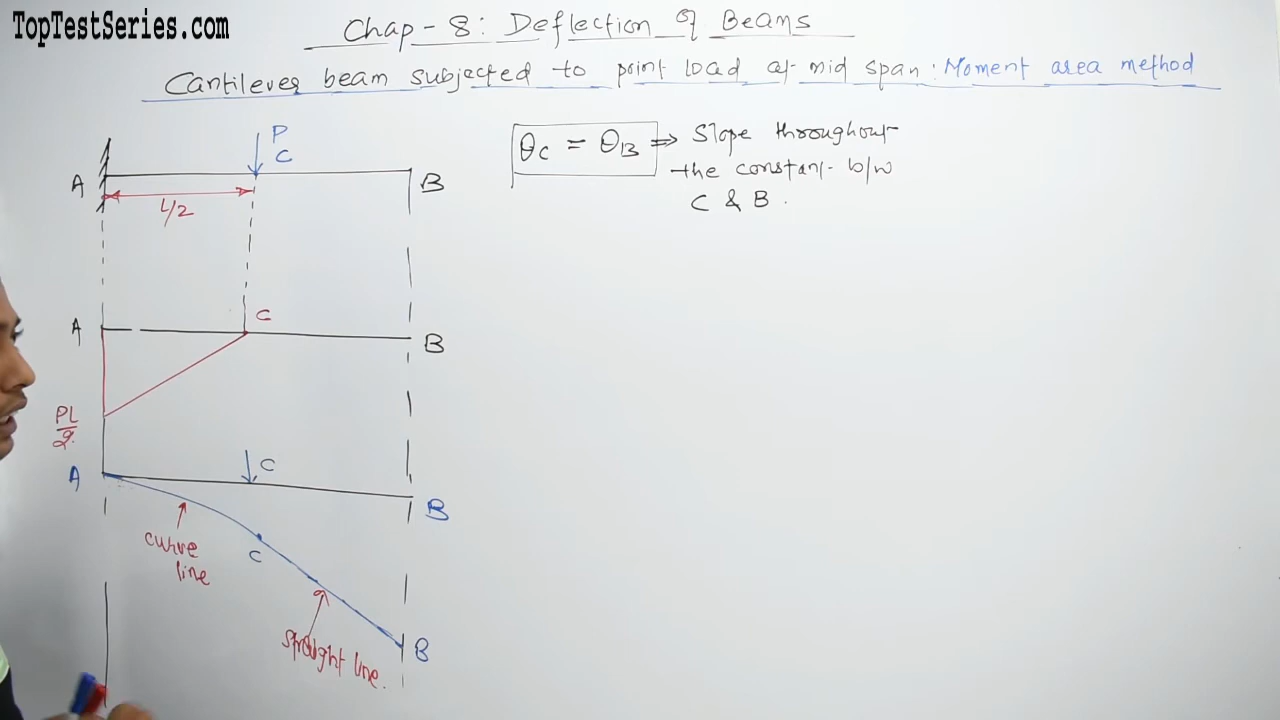 TopTestSeries.com
Chap-8: Deflection of Beams
Cantilever beam subjected to point load at mid span: Moment area method
P
C
A
B
L/2
θC = θB ⇒ Slope throughout
the constant b/w
C & B.
A
C
B
PL/2
A
C
B
curve
line
C
straight line.
B